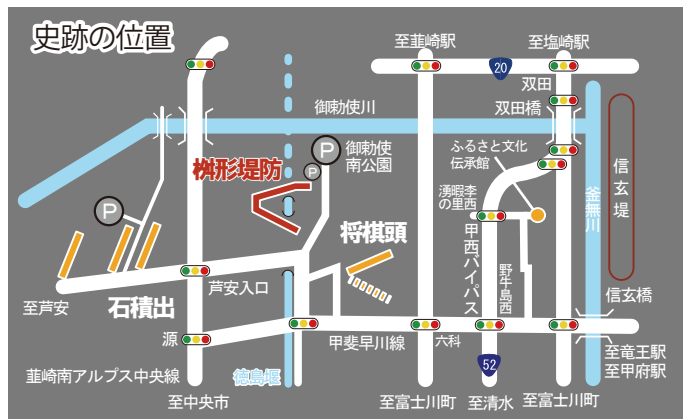 史跡の位置
至韮崎駅
至塩崎駅
20
双田
御勅使川
双田橋
P
御勅使
南公園
P
ふるさと文化
伝承館
桝形堤防
信玄堤
釜無川
湧暇李
の里西
P
将棋頭
甲西バイパス
野牛島西
芦安入口
至芦安
石積出
信玄橋
源
甲斐早川線
六科
至竜王駅
至甲府駅
52
韮崎南アルプス中央線
徳島堰
至中央市
至富士川町
至清水
至富士川町